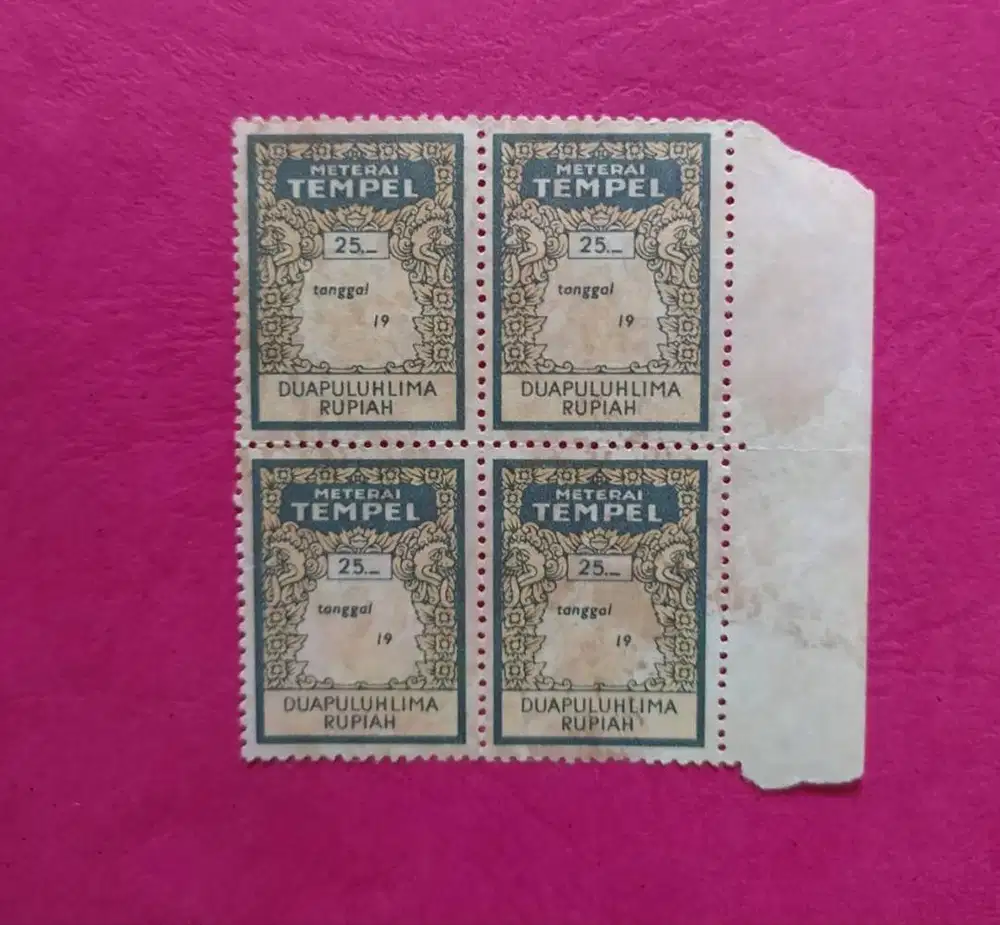 METERAI
TEMPEL
25._
tanggal
19
DUAPULUHLIMA
RUPIAH
METERAI
TEMPEL
25._
tanggal
19
DUAPULUHLIMA
RUPIAH
METERAI
TEMPEL
25._
tanggal
19
DUAPULUHLIMA
RUPIAH
METERAI
TEMPEL
25._
tanggal
19
DUAPULUHLIMA
RUPIAH